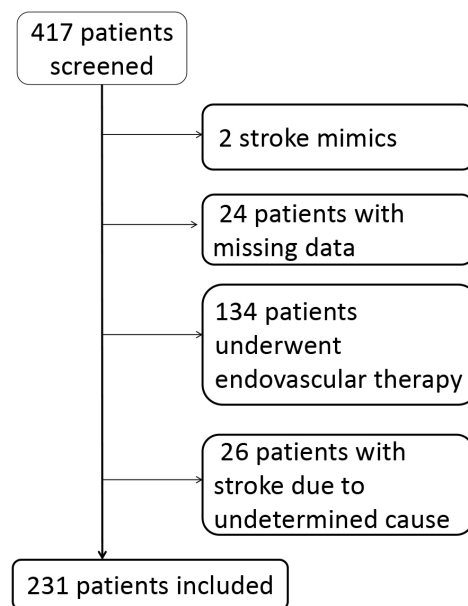 417 patients
screened
2 stroke mimics
24 patients with
missing data
134 patients
underwent
endovascular therapy
26 patients with
stroke due to
undetermined cause
231 patients included